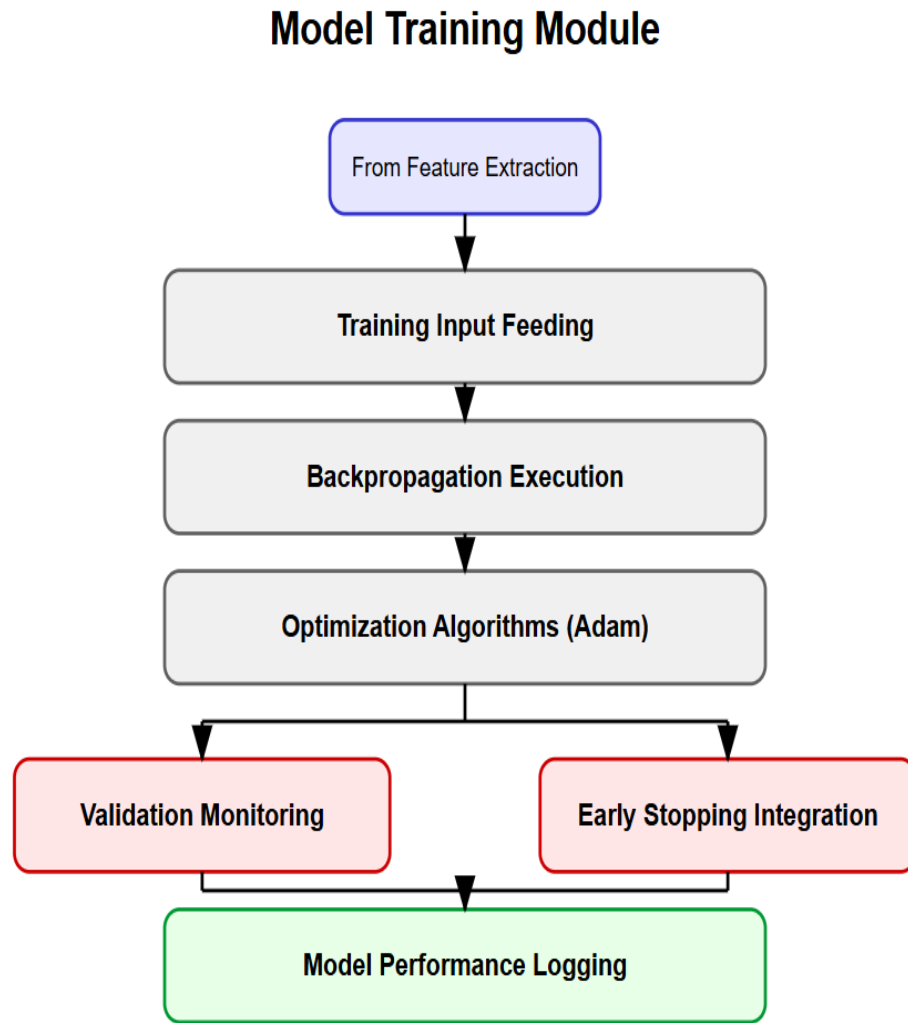 Model Training Module
From Feature Extraction
Training Input Feeding
Backpropagation Execution
Optimization Algorithms (Adam)
Validation Monitoring
Early Stopping Integration
Model Performance Logging